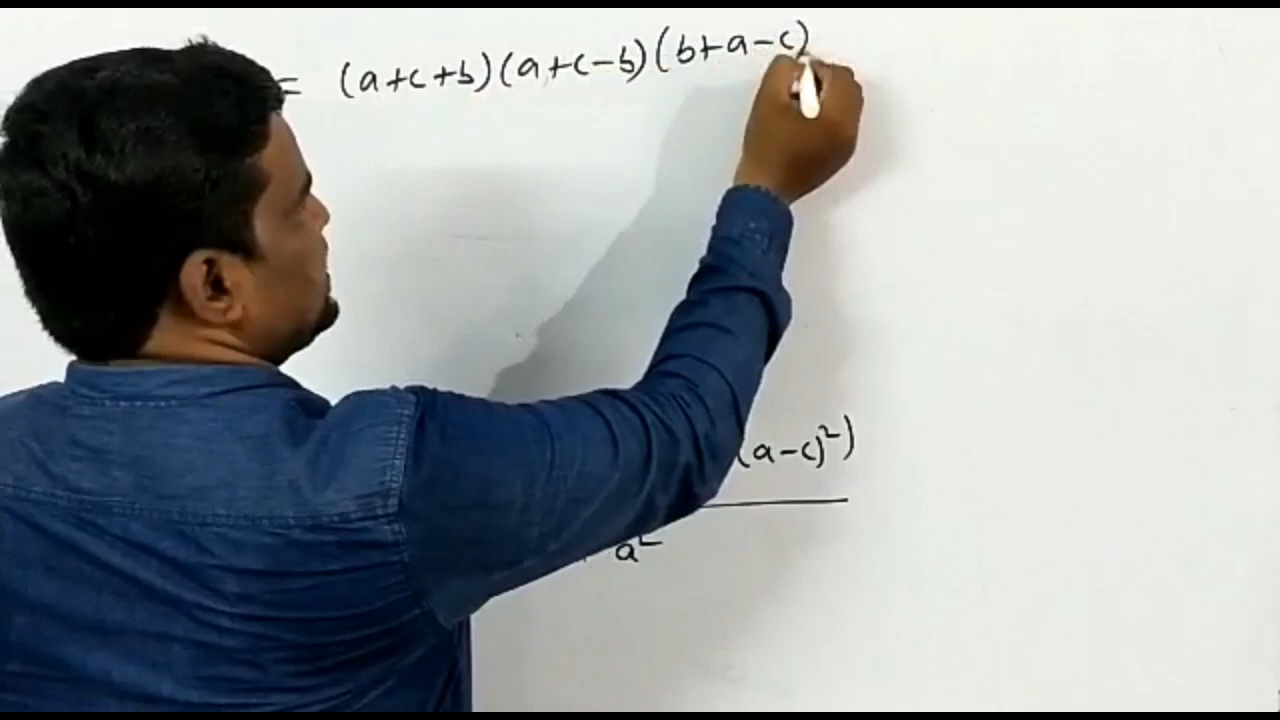 = (a+c+b)(a+c-b)(b+a-c)
(a-c)²)
a²